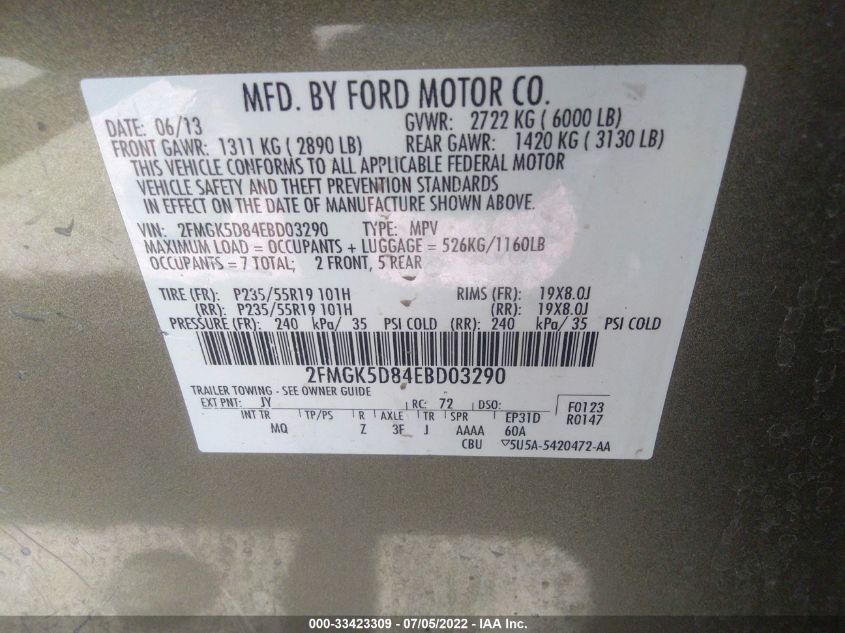 MFD. BY FORD MOTOR CO.
DATE: 06/13 GVWR: 2722 KG ( 6000 LB)
FRONT GAWR: 1311 KG ( 2890 LB) REAR GAWR: 1420 KG ( 3130 LB)
THIS VEHICLE CONFORMS TO ALL APPLICABLE FEDERAL MOTOR
VEHICLE SAFETY AND THEFT PREVENTION STANDARDS
IN EFFECT ON THE DATE OF MANUFACTURE SHOWN ABOVE.
VIN: 2FMGK5D84EBD03290 TYPE: MPV
MAXIMUM LOAD = OCCUPANTS + LUGGAGE = 526KG/1160LB
OCCUPANTS = 7 TOTAL; 2 FRONT, 5 REAR
TIRE (FR): P235/55R19 101H RIMS (FR): 19X8.0J
(RR): P235/55R19 101H (RR): 19X8.0J
PRESSURE (FR): 240 kPa/ 35 PSI COLD (RR): 240 kPa/ 35 PSI COLD
2FMGK5D84EBD03290
TRAILER TOWING - SEE OWNER GUIDE
EXT PNT: JY RC: 72 DSO: F0123
INT TR TP/PS R AXLE TR SPR EP31D R0147
MQ Z 3F J AAAA 60A
CBU ▽5U5A-5420472-AA
000-33423309 - 07/05/2022 - IAA Inc.